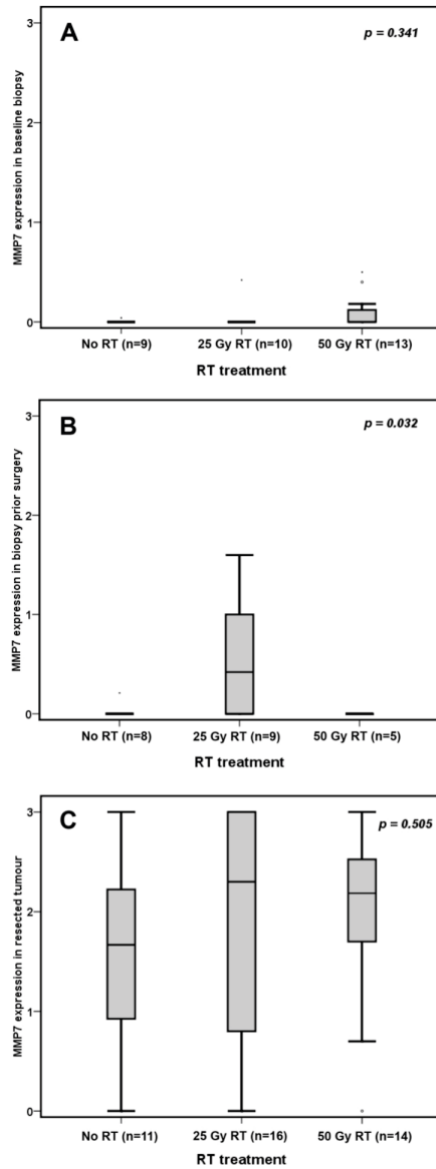 A
p = 0.341
MMP7 expression in baseline biopsy
3
2
1
0
No RT (n=9) 25 Gy RT (n=10) 50 Gy RT (n=13)
RT treatment
B
p = 0.032
MMP7 expression in biopsy prior surgery
3
2
1
0
No RT (n=8) 25 Gy RT (n=9) 50 Gy RT (n=5)
RT treatment
C
p = 0.505
MMP7 expression in resected tumour
3
2
1
0
No RT (n=11) 25 Gy RT (n=16) 50 Gy RT (n=14)
RT treatment